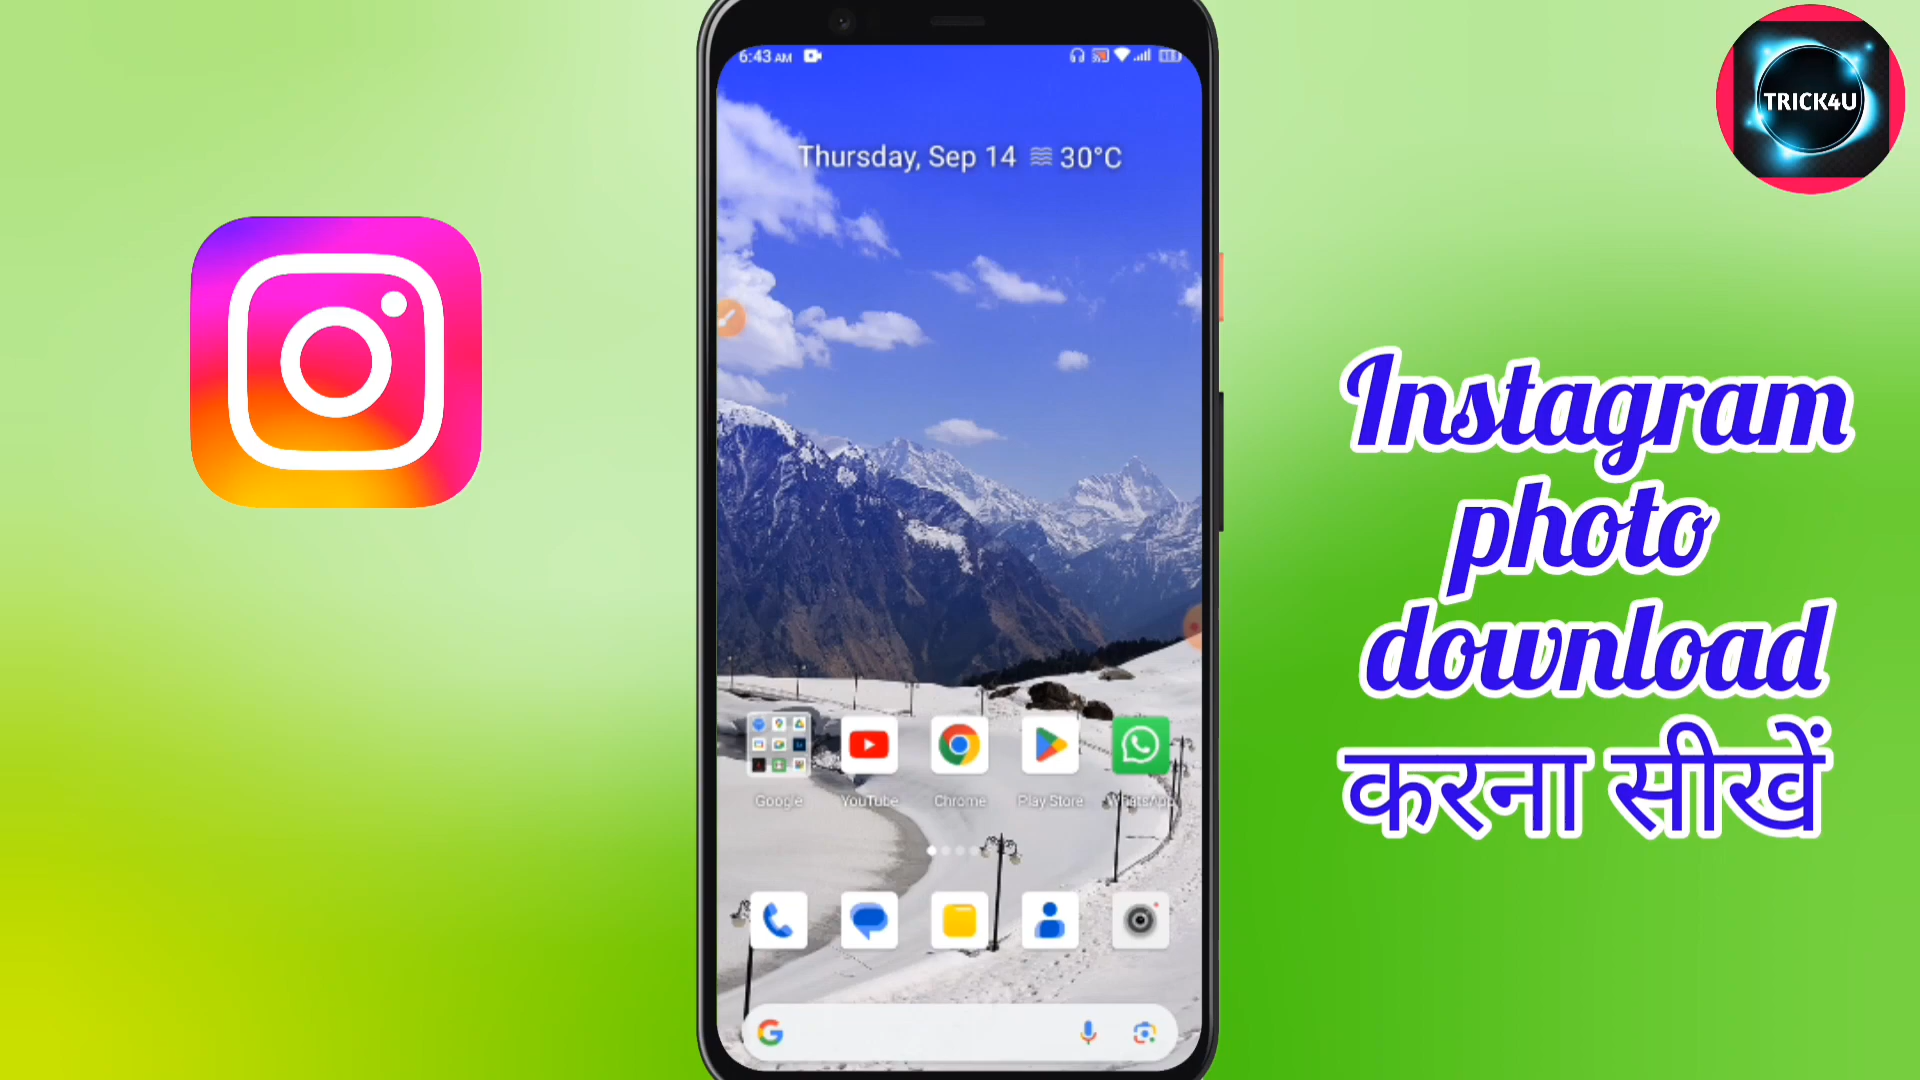 6:43 AM
TRICK4U
Thursday, Sep 14 30°C
Instagram
photo
download
करना सीखें
Google YouTube Chrome Play Store WhatsApp